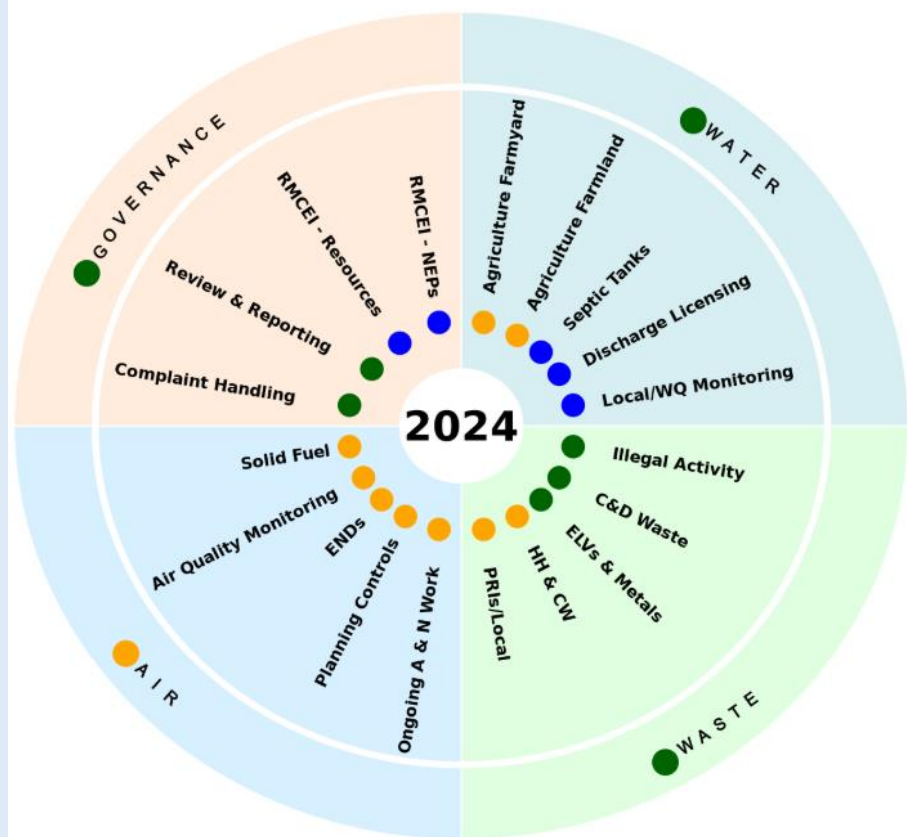 GOVERNANCE
RMCEI - NEPs
RMCEI - Resources
Review & Reporting
Complaint Handling
WATER
Agriculture Farmyard
Agriculture Farmland
Septic Tanks
Discharge Licensing
Local/WQ Monitoring
2024
Solid Fuel
Air Quality Monitoring
ENDs
Planning Controls
Ongoing A & N Work
AIR
Illegal Activity
C&D Waste
ELVs & Metals
HH & CW
PRIs/Local
WASTE